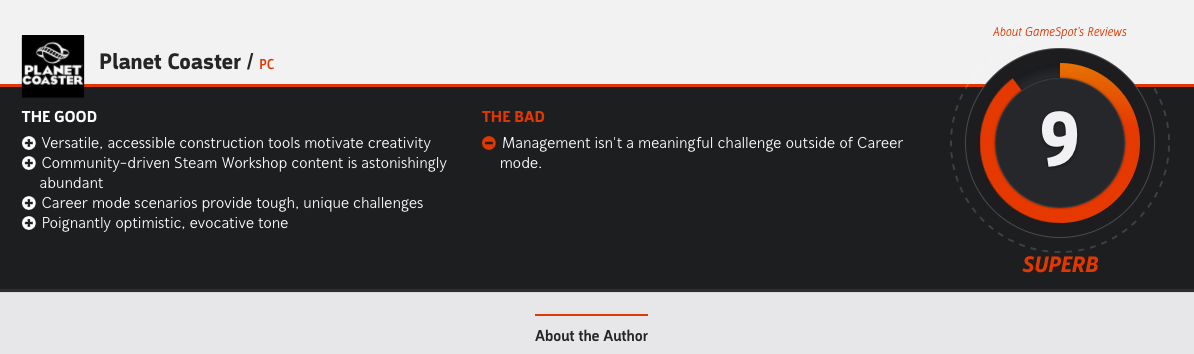 About GameSpot's Reviews
PLANET
COASTER
Planet Coaster / PC
THE GOOD
Versatile, accessible construction tools motivate creativity
Community-driven Steam Workshop content is astonishingly
abundant
Career mode scenarios provide tough, unique challenges
Poignantly optimistic, evocative tone
THE BAD
Management isn't a meaningful challenge outside of Career
mode.
9
SUPERB
About the Author